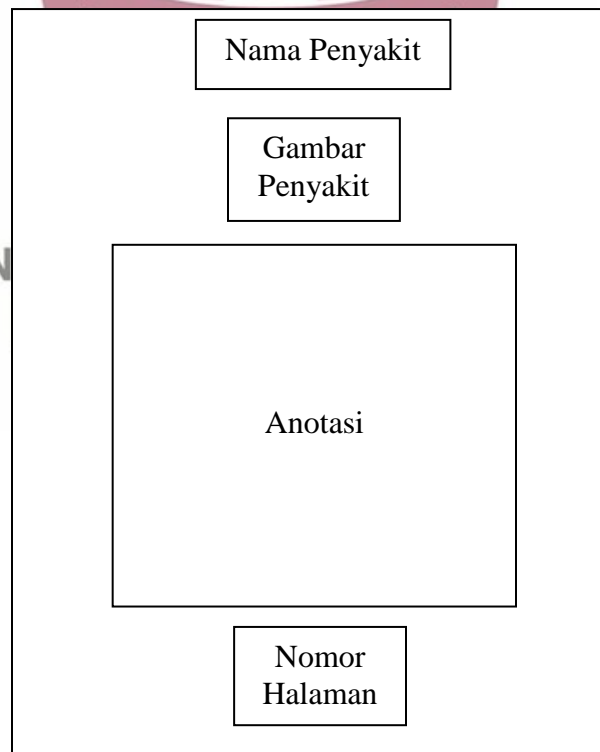 Nama Penyakit
Gambar
Penyakit
Anotasi
Nomor
Halaman